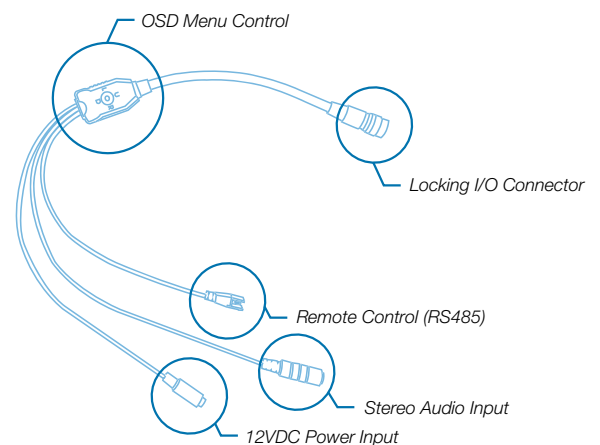 OSD Menu Control
Locking I/O Connector
Remote Control (RS485)
Stereo Audio Input
12VDC Power Input